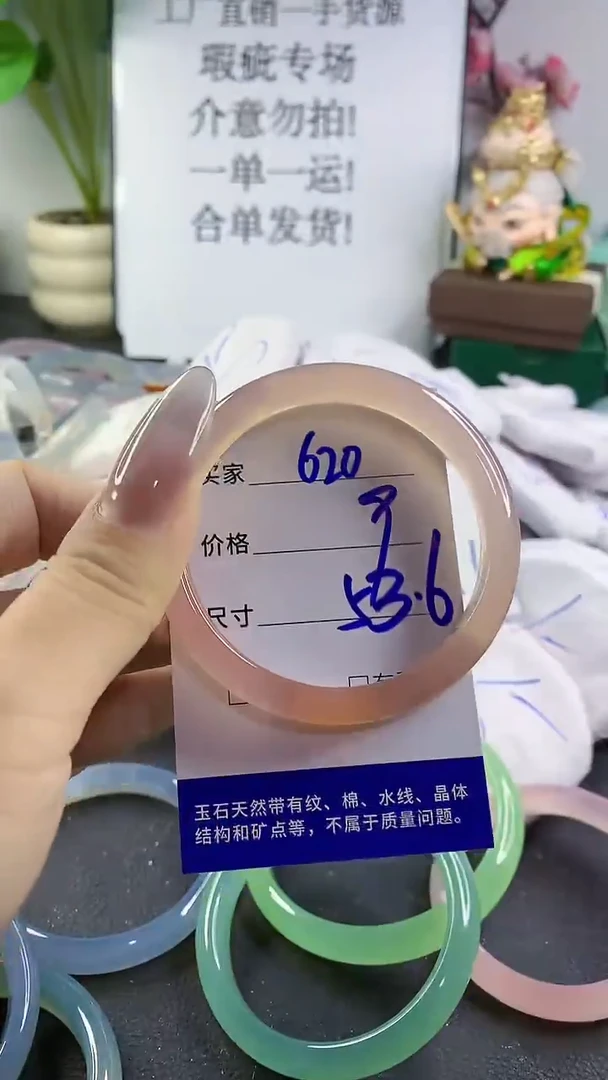 工厂直销一手货源
瑕疵专场
介意勿拍!
一单一运!
合单发货!
卖家 620
价格
尺寸 53.6
玉石天然带有纹、棉、水线、晶体
结构和矿点等，不属于质量问题。